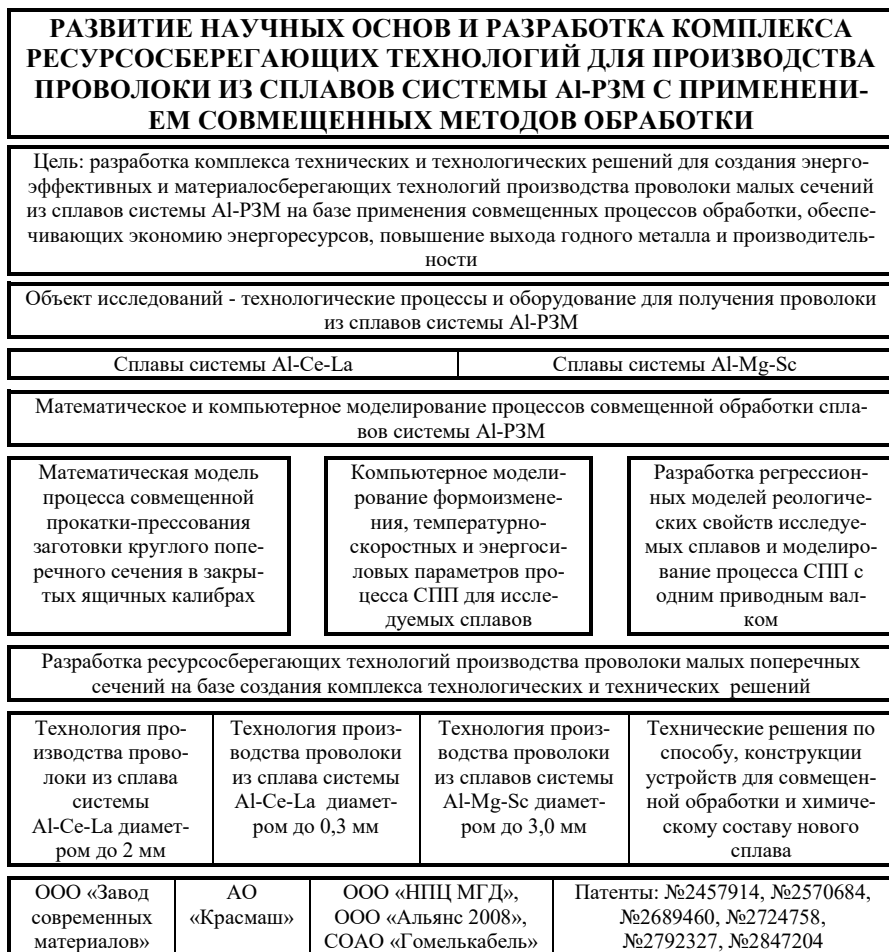 РАЗВИТИЕ НАУЧНЫХ ОСНОВ И РАЗРАБОТКА КОМПЛЕКСА
РЕСУРСОСБЕРЕГАЮЩИХ ТЕХНОЛОГИЙ ДЛЯ ПРОИЗВОДСТВА
ПРОВОЛОКИ ИЗ СПЛАВОВ СИСТЕМЫ Al-РЗМ С ПРИМЕНЕНИ-
ЕМ СОВМЕЩЕННЫХ МЕТОДОВ ОБРАБОТКИ
Цель: разработка комплекса технических и технологических решений для создания энерго-
эффективных и материалосберегающих технологий производства проволоки малых сечений
из сплавов системы Al-РЗМ на базе применения совмещенных процессов обработки, обеспе-
чивающих экономию энергоресурсов, повышение выхода годного металла и производитель-
ности
Объект исследований - технологические процессы и оборудование для получения проволоки
из сплавов системы Al-РЗМ
Сплавы системы Al-Ce-La
Сплавы системы Al-Mg-Sc
Математическое и компьютерное моделирование процессов совмещенной обработки спла-
вов системы Al-РЗМ
Математическая модель
процесса совмещенной
прокатки-прессования
заготовки круглого попе-
речного сечения в закры-
тых ящичных калибрах
Компьютерное модели-
рование формоизмене-
ния, температурно-
скоростных и энергоси-
ловых параметров про-
цесса СПП для иссле-
дуемых сплавов
Разработка регрессион-
ных моделей реологиче-
ских свойств исследуе-
мых сплавов и моделиро-
вание процесса СПП с
одним приводным вал-
ком
Разработка ресурсосберегающих технологий производства проволоки малых поперечных
сечений на базе создания комплекса технологических и технических решений
Технология про-
изводства прово-
локи из сплава
системы
Al-Ce-La диамет-
ром до 2 мм
Технология произ-
водства проволоки
из сплава системы
Al-Ce-La диамет-
ром до 0,3 мм
Технология произ-
водства проволоки
из сплавов системы
Al-Mg-Sc диамет-
ром до 3,0 мм
Технические решения по
способу, конструкции
устройств для совмещен-
ной обработки и химиче-
скому составу нового
сплава
ООО «Завод
современных
материалов»
АО
«Красмаш»
ООО «НПЦ МГД»,
ООО «Альянс 2008»,
СОАО «Гомелькабель»
Патенты: №2457914, №2570684,
№2689460, №2724758,
№2792327, №2847204